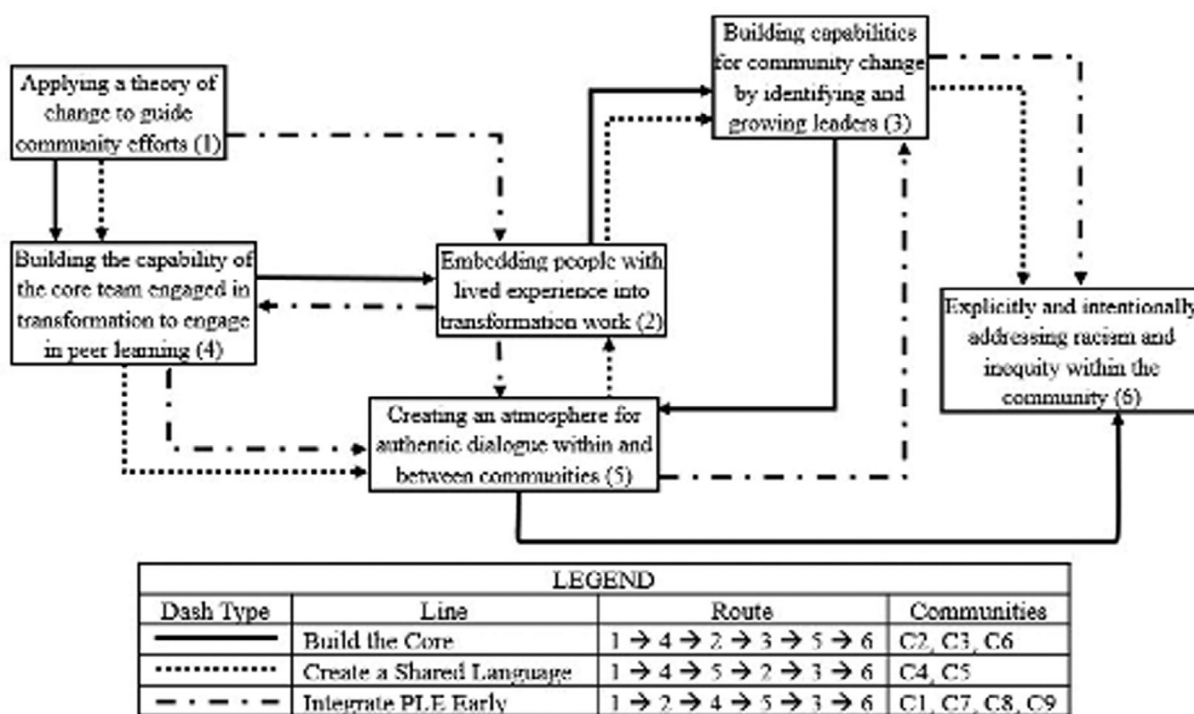 Building capabilities
for community change
by identifying and
growing leaders (3)
Applying a theory of
change to guide
community efforts (1)
Building the capability of
the core team engaged in
transformation to engage
in peer learning (4)
Embedding people with
lived experience into
transformation work (2)
Explicitly and intentionally
addressing racism and
inequity within the
community (6)
Creating an atmosphere for
authentic dialogue within and
between communities (5)
LEGEND
Dash Type Line Route Communities
Build the Core 1 → 4 → 2 → 3 → 5 → 6 C2, C3, C6
Create a Shared Language 1 → 4 → 5 → 2 → 3 → 6 C4, C5
Integrate PLE Early 1 → 2 → 4 → 5 → 3 → 6 C1, C7, C8, C9